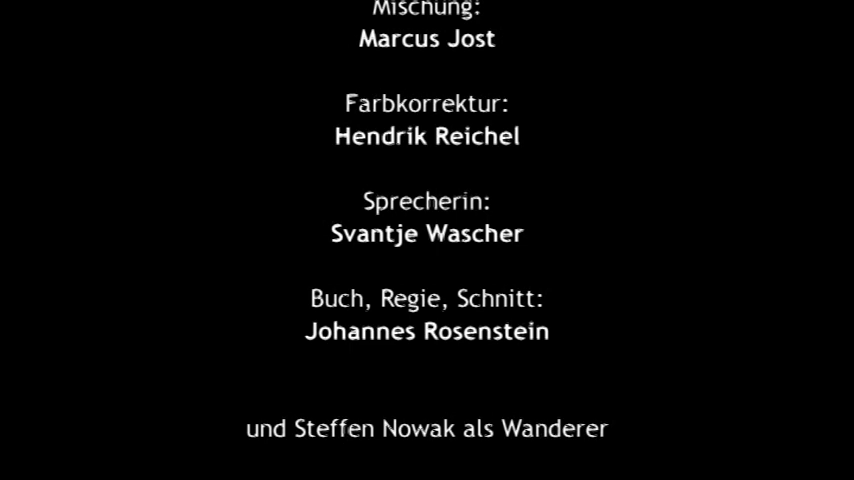 Mischung:
Marcus Jost
Farbkorrektur:
Hendrik Reichel
Sprecherin:
Svantje Wascher
Buch, Regie, Schnitt:
Johannes Rosenstein
und Steffen Nowak als Wanderer